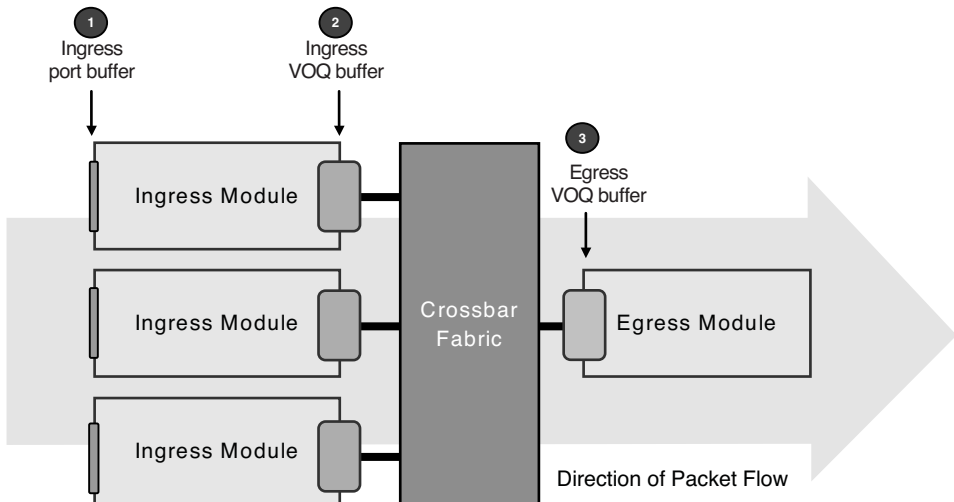 1
Ingress
port buffer
2
Ingress
VOQ buffer
3
Egress
VOQ buffer
Ingress Module
Ingress Module
Ingress Module
Crossbar
Fabric
Egress Module
Direction of Packet Flow